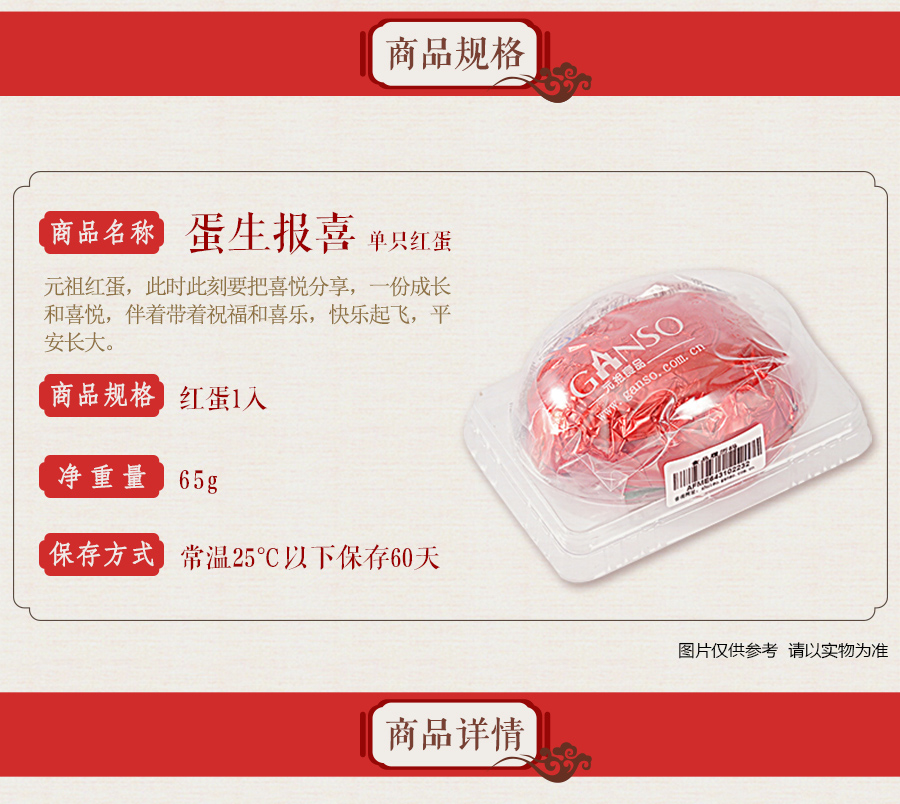 商品规格
商品名称 蛋生报喜 单只红蛋
元祖红蛋，此时此刻要把喜悦分享，一份成长
和喜悦，伴着带着祝福和喜乐，快乐起飞，平
安长大。
商品规格 红蛋1入
净重量 65g
保存方式 常温25°C以下保存60天
GANSO
元祖食品
www.ganso.com.cn
AFME643102232
图片仅供参考 请以实物为准
商品详情